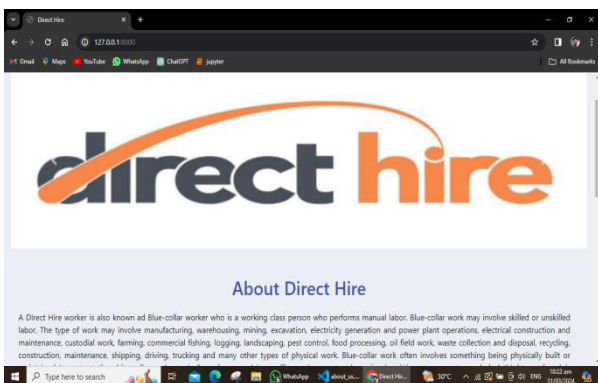 Direct Hire
127.0.0.1:8000
Gmail Maps YouTube WhatsApp ChatGPT jupyter All Bookmarks
direct hire
About Direct Hire
A Direct Hire worker is also known ad Blue-collar worker who is a working class person who performs manual labor. Blue-collar work may involve skilled or unskilled
labor. The type of work may involve manufacturing, warehousing, mining, excavation, electricity generation and power plant operations, electrical construction and
maintenance, custodial work, farming, commercial fishing, logging, landscaping, pest control, food processing, oil field work, waste collection and disposal, recycling,
construction, maintenance, shipping, driving, trucking and many other types of physical work. Blue-collar work often involves something being physically built or
Type here to search WhatsApp about_us... Direct Hir... 30°C ENG 10:22 am
31/03/2024